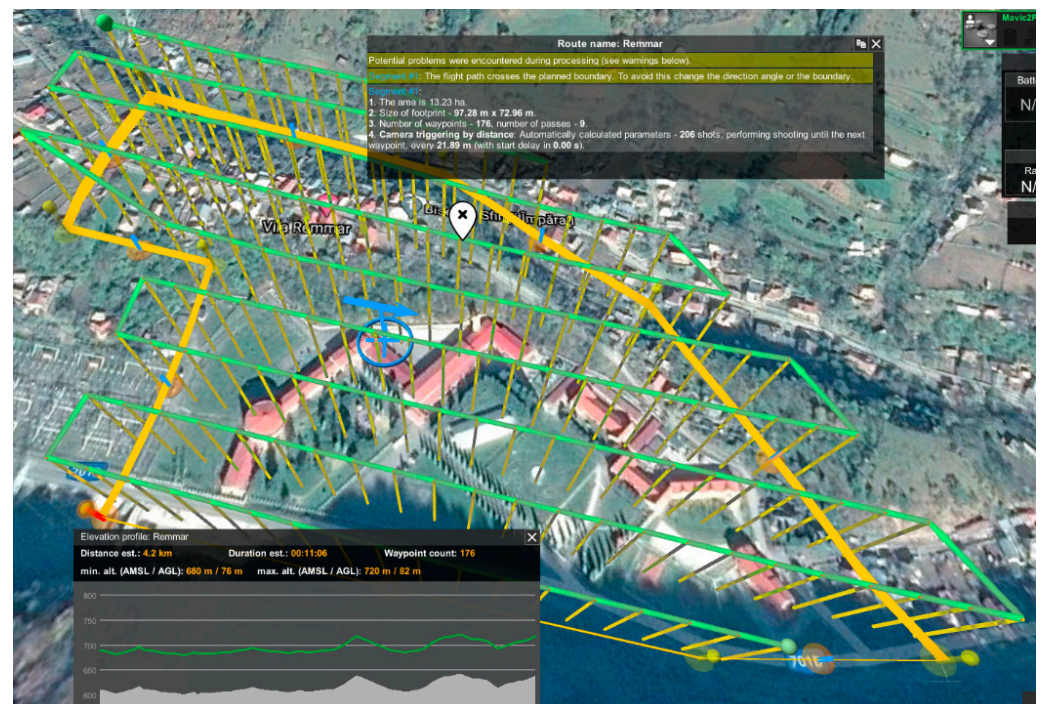 Mavic2P
Route name: Remmar
Potential problems were encountered during processing (see warnings below).
Segment #1: The flight path crosses the planned boundary. To avoid this change the direction angle or the boundary.
Segment #1:
1. The area is 13.23 ha.
2. Size of footprint - 97.28 m x 72.96 m.
3. Number of waypoints - 176, number of passes - 9.
4. Camera triggering by distance: Automatically calculated parameters - 206 shots, performing shooting until the next
waypoint, every 21.89 m (with start delay in 0.00 s).
Batt
N/
Ra
N/
Vila Remmar
Elevation profile: Remmar
Distance est.: 4.2 km Duration est.: 00:11:06 Waypoint count: 176
min. alt. (AMSL / AGL): 680 m / 76 m max. alt. (AMSL / AGL): 720 m / 82 m
800
750
700
650
600
701E